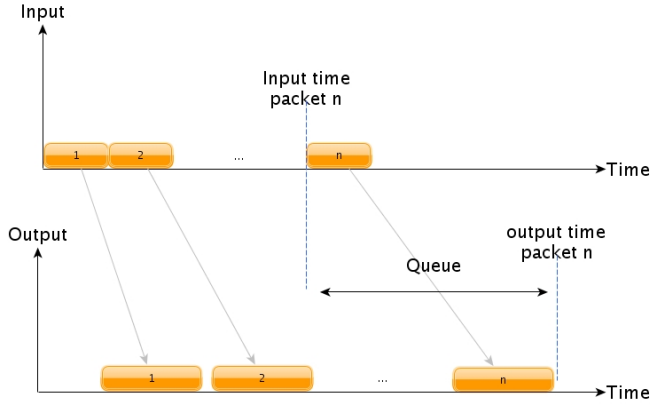 Input
Input time
packet n
1
2
...
n
Time
Output
output time
packet n
Queue
1
2
...
n
Time